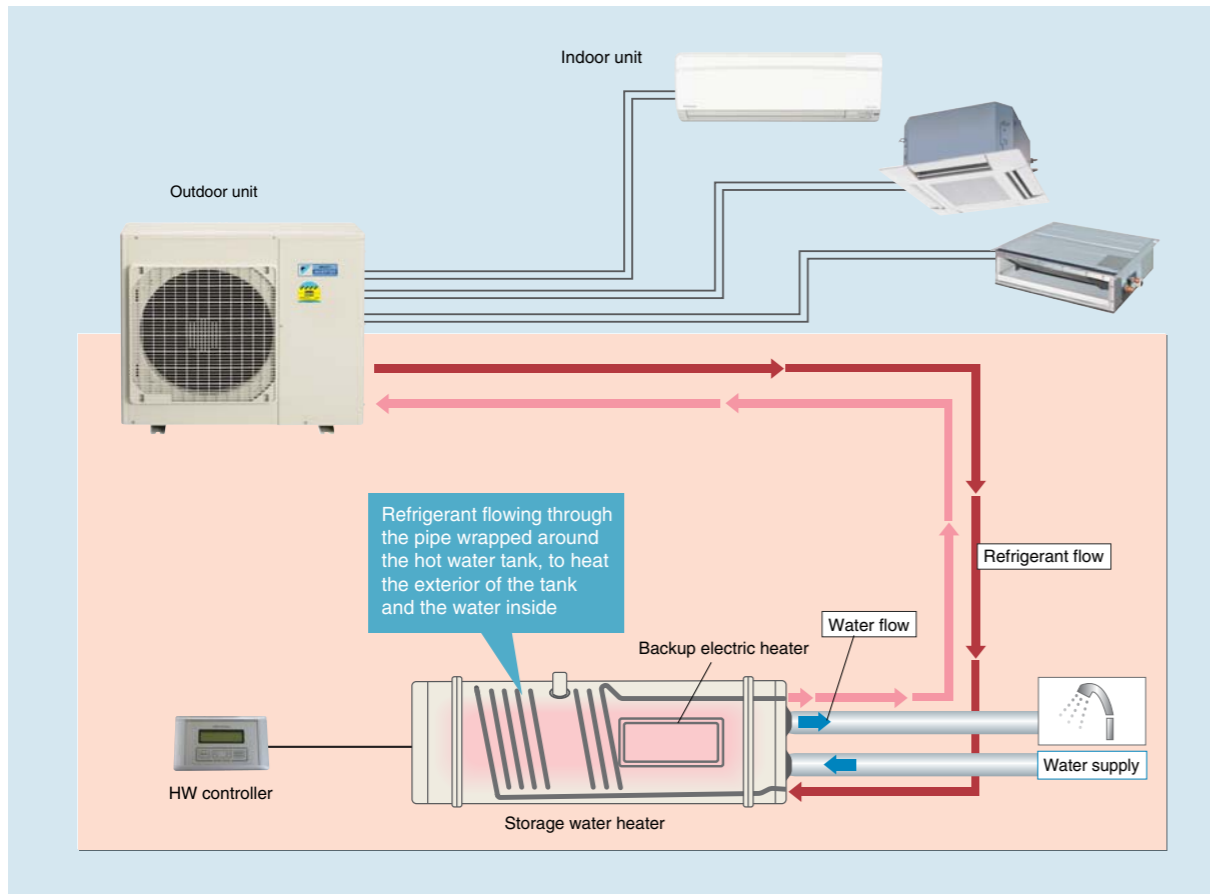 Indoor unit
Outdoor unit
Refrigerant flowing through
the pipe wrapped around
the hot water tank, to heat
the exterior of the tank
and the water inside
Refrigerant flow
Water flow
Backup electric heater
Water supply
HW controller
Storage water heater